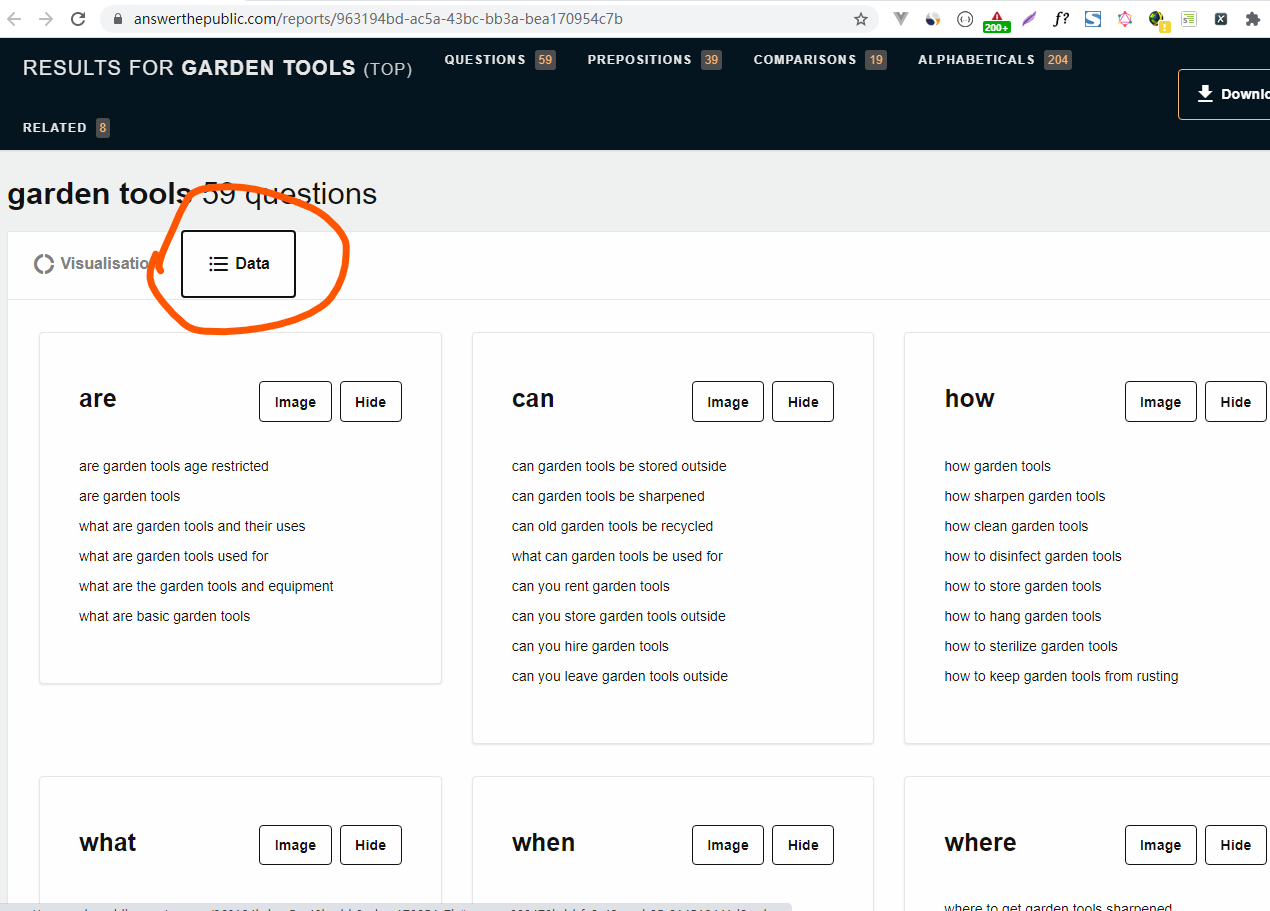 answerthepublic.com/reports/963194bd-ac5a-43bc-bb3a-bea170954c7b
f?
200+
RESULTS FOR GARDEN TOOLS (TOP)
QUESTIONS 59
PREPOSITIONS 39
COMPARISONS 19
ALPHABETICALS 204
Downlo
RELATED 8
garden tools 59 questions
Visualisatio
Data
are
Image
Hide
are garden tools age restricted
are garden tools
what are garden tools and their uses
what are garden tools used for
what are the garden tools and equipment
what are basic garden tools
can
Image
Hide
can garden tools be stored outside
can garden tools be sharpened
can old garden tools be recycled
what can garden tools be used for
can you rent garden tools
can you store garden tools outside
can you hire garden tools
can you leave garden tools outside
how
Image
Hide
how garden tools
how sharpen garden tools
how clean garden tools
how to disinfect garden tools
how to store garden tools
how to hang garden tools
how to sterilize garden tools
how to keep garden tools from rusting
what
Image
Hide
when
Image
Hide
where
Image
Hide
where to get garden tools sharpened